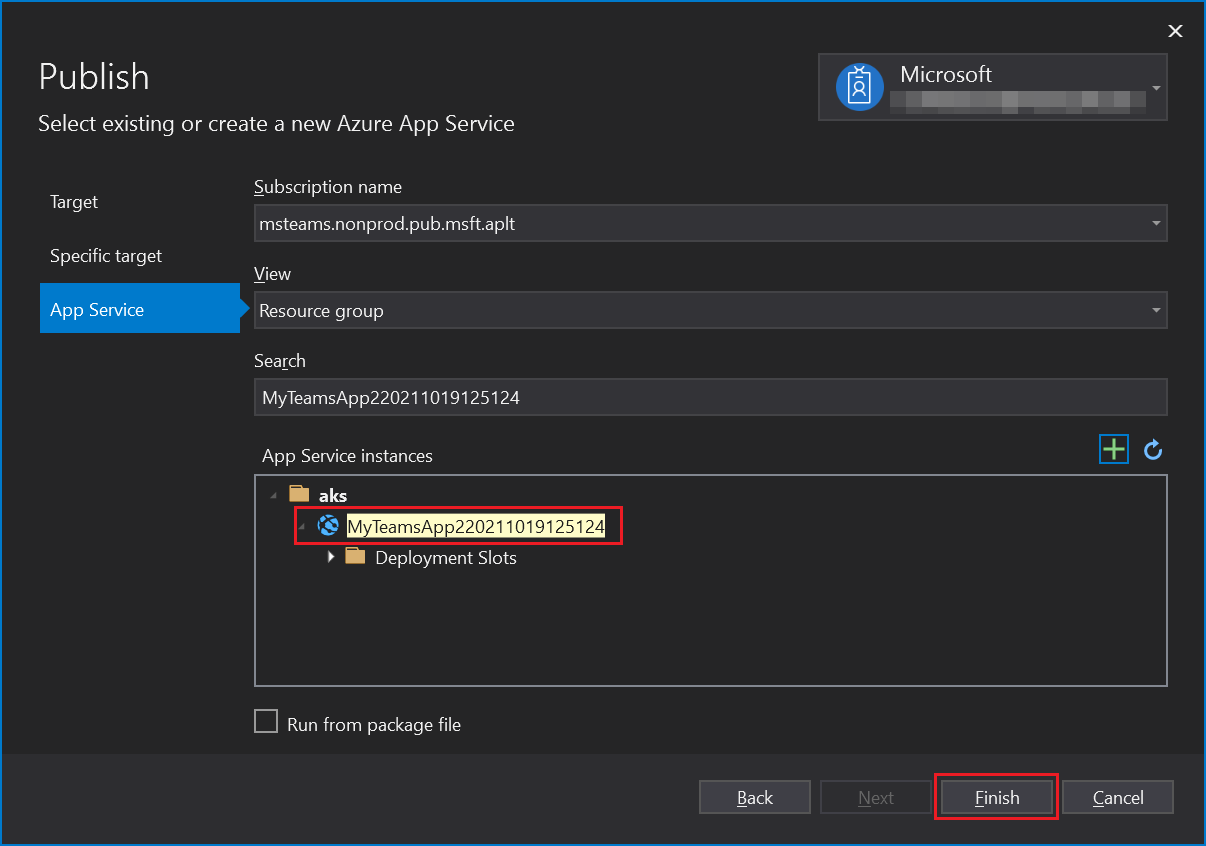 Publish
Select existing or create a new Azure App Service
Microsoft
Target
Specific target
App Service
Subscription name
msteams.nonprod.pub.msft.aplt
View
Resource group
Search
MyTeamsApp220211019125124
App Service instances
aks
MyTeamsApp220211019125124
Deployment Slots
Run from package file
Back
Next
Finish
Cancel